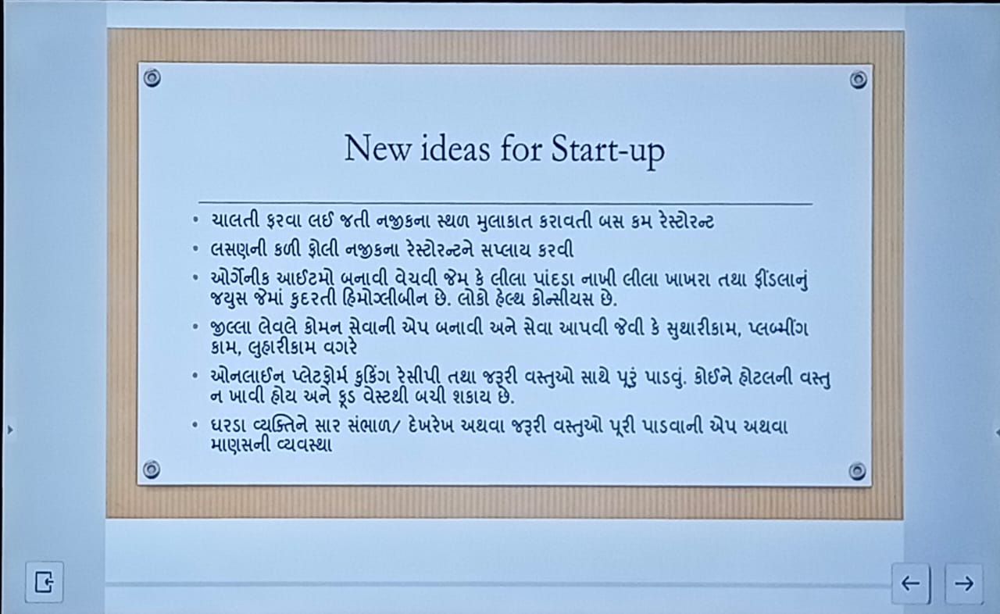 New ideas for Start-up
• ચાલતી ફરવા લઈ જતી નજીકના સ્થળ મુલાકાત કરાવતી બસ કમ રેસ્ટોરન્ટ
• લસણની કળી ફોલી નજીકના રેસ્ટોરન્ટને સપ્લાય કરવી
• ઓર્ગેનીક આઈટમો બનાવી વેચવી જેમ કે લીલા પાંદડા નાખી લીલા ખાખરા તથા ફીંડલાનું
જ્યુસ જેમાં કુદરતી હિમોગ્લીબીન છે. લોકો હેલ્થ કોન્સીયસ છે.
• જીલ્લા લેવલે કોમન સેવાની એપ બનાવી અને સેવા આપવી જેવી કે સુથારીકામ, પ્લબ્મીંગ
કામ, લુહારીકામ વગરે
• ઓનલાઈન પ્લેટફોર્મ કુકિંગ રેસીપી તથા જરૂરી વસ્તુઓ સાથે પૂરું પાડવું. કોઈને હોટલની વસ્તુ
ન ખાવી હોય અને ફૂડ વેસ્ટથી બચી શકાય છે.
• ઘરડા વ્યક્તિને સાર સંભાળ/ દેખરેખ અથવા જરૂરી વસ્તુઓ પૂરી પાડવાની એપ અથવા
માણસની વ્યવસ્થા